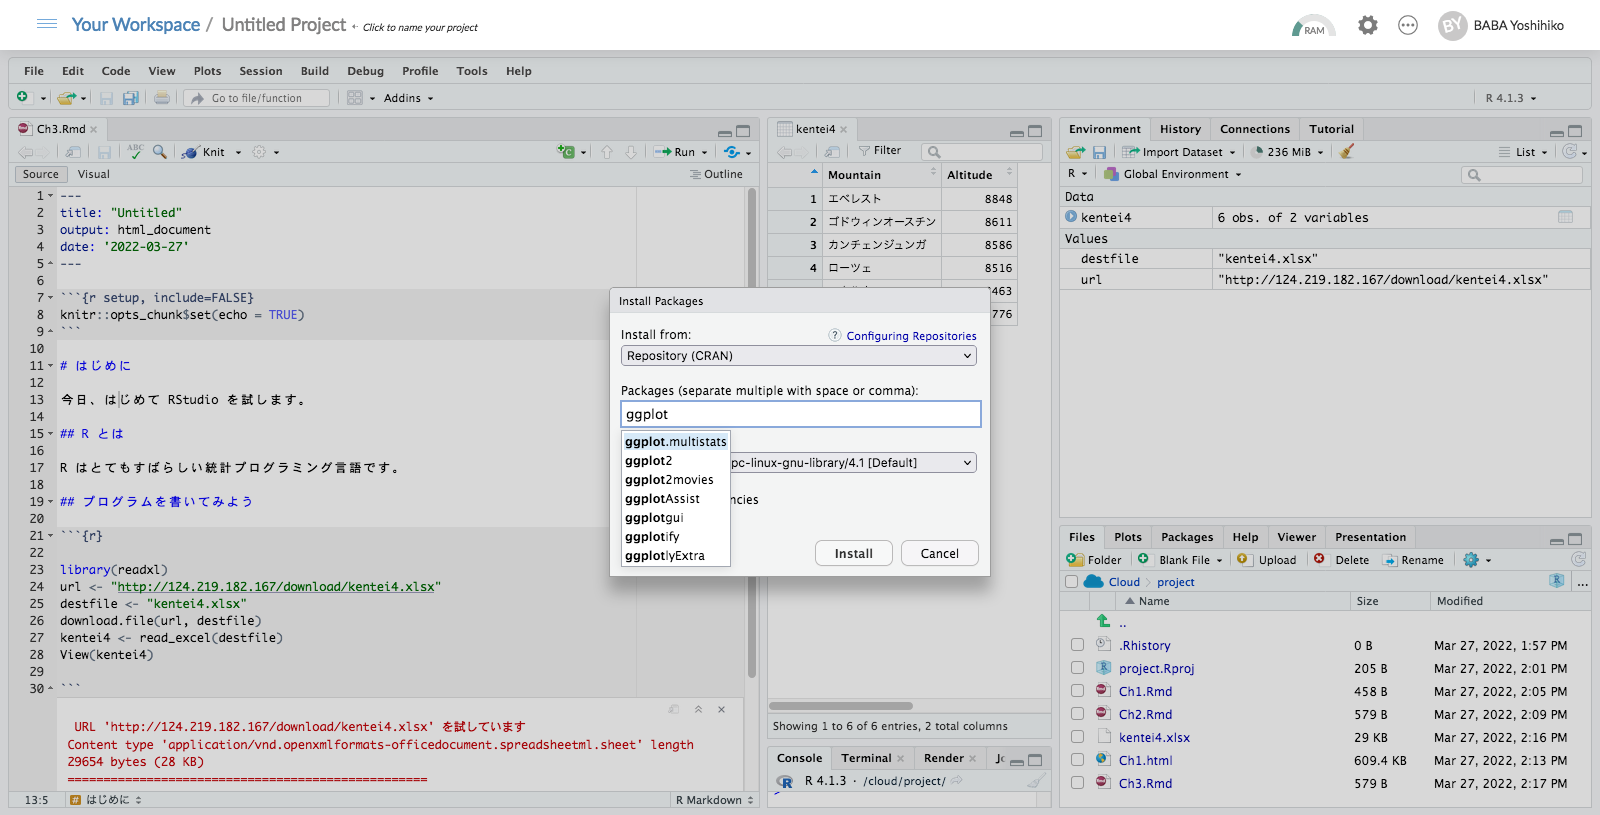 Your Workspace / Untitled Project ← Click to name your project
RAM
BY BABA Yoshihiko
File Edit Code View Plots Session Build Debug Profile Tools Help
Go to file/function
Addins
R 4.1.3
Ch3.Rmd
ABC
Knit
C
Run
Source Visual
Outline
1 ---
2 title: "Untitled"
3 output: html_document
4 date: '2022-03-27'
5 ---
6
7 ```{r setup, include=FALSE}
8 knitr::opts_chunk$set(echo = TRUE)
9 ```
10
11 # はじめに
12
13 今日、はじめて RStudio を試します。
14
15 ## R とは
16
17 R はとてもすばらしい統計プログラミング言語です。
18
19 ## プログラムを書いてみよう
20
21 ```{r}
22
23 library(readxl)
24 url <- "http://124.219.182.167/download/kentei4.xlsx"
25 destfile <- "kentei4.xlsx"
26 download.file(url, destfile)
27 kentei4 <- read_excel(destfile)
28 View(kentei4)
29
30 ```
URL 'http://124.219.182.167/download/kentei4.xlsx' を試しています
Content type 'application/vnd.openxmlformats-officedocument.spreadsheetml.sheet' length
29654 bytes (28 KB)
==================================================
13:5 # はじめに
R Markdown
kentei4
Filter
Mountain Altitude
1 エベレスト 8848
2 ゴドウィンオースチン 8611
3 カンチェンジュンガ 8586
4 ローツェ 8516
463
776
Showing 1 to 6 of 6 entries, 2 total columns
Console Terminal Render
R 4.1.3 · /cloud/project/
>
Install Packages
Install from:
? Configuring Repositories
Repository (CRAN)
Packages (separate multiple with space or comma):
ggplot
ggplot.multistats
ggplot2
ggplot2movies
ggplotAssist
ggplotgui
ggplotify
ggplotlyExtra
pc-linux-gnu-library/4.1 [Default]
ncies
Install Cancel
Environment History Connections Tutorial
Import Dataset
236 MiB
List
R Global Environment
Data
kentei4 6 obs. of 2 variables
Values
destfile "kentei4.xlsx"
url "http://124.219.182.167/download/kentei4.xlsx"
Files Plots Packages Help Viewer Presentation
Folder Blank File Upload Delete Rename
Cloud project
R ...
Name Size Modified
..
.Rhistory 0 B Mar 27, 2022, 1:57 PM
project.Rproj 205 B Mar 27, 2022, 2:01 PM
Ch1.Rmd 458 B Mar 27, 2022, 2:05 PM
Ch2.Rmd 579 B Mar 27, 2022, 2:09 PM
kentei4.xlsx 29 KB Mar 27, 2022, 2:16 PM
Ch1.html 609.4 KB Mar 27, 2022, 2:13 PM
Ch3.Rmd 579 B Mar 27, 2022, 2:17 PM